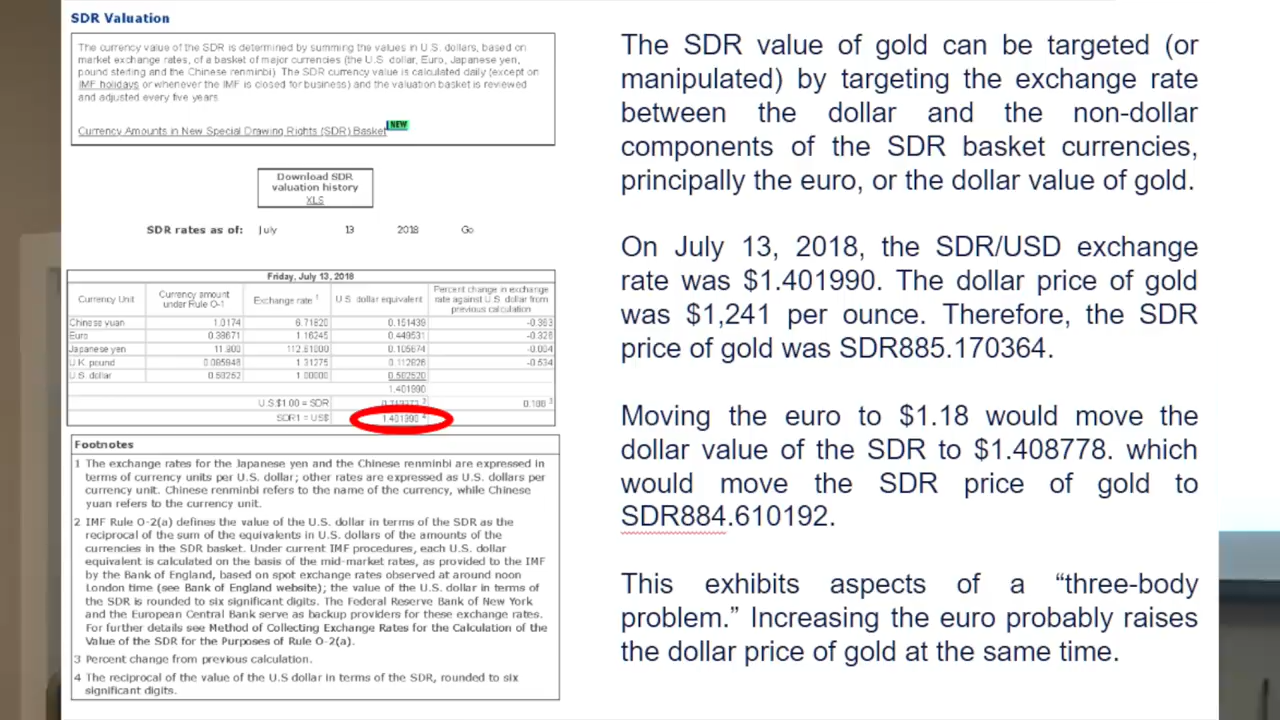 SDR Valuation
The currency value of the SDR is determined by summing the values in U.S. dollars, based on
market exchange rates, of a basket of major currencies (the U.S. dollar, Euro, Japanese yen,
pound sterling and the Chinese renminbi). The SDR currency value is calculated daily (except on
IMF holidays or whenever the IMF is closed for business) and the valuation basket is reviewed
and adjusted every five years
Currency Amounts in New Special Drawing Rights (SDR) Basket NEW
Download SDR
valuation history
XLS
SDR rates as of: July 13 2018 Go
Friday, July 13, 2018
Currency Unit
Currency amount
under Rule O-1
Exchange rate 1
U.S. dollar equivalent
Percent change in exchange
rate against U.S. dollar from
previous calculation
Chinese yuan 1.0174 6.71820 0.151439 -0.363
Euro 0.38671 1.16245 0.449531 -0.326
Japanese yen 11.900 112.61000 0.105674 -0.004
U.K. pound 0.085946 1.31275 0.112826 -0.534
U.S. dollar 0.58252 1.00000 0.582520
1.401990
U.S.$1.00 = SDR 0.188 3
SDR1 = US$ 1.401990 4
Footnotes
1 The exchange rates for the Japanese yen and the Chinese renminbi are expressed in
terms of currency units per U.S. dollar; other rates are expressed as U.S. dollars per
currency unit. Chinese renminbi refers to the name of the currency, while Chinese
yuan refers to the currency unit.
2 IMF Rule O-2(a) defines the value of the U.S. dollar in terms of the SDR as the
reciprocal of the sum of the equivalents in U.S. dollars of the amounts of the
currencies in the SDR basket. Under current IMF procedures, each U.S. dollar
equivalent is calculated on the basis of the mid-market rates, as provided to the IMF
by the Bank of England, based on spot exchange rates observed at around noon
London time (see Bank of England website); the value of the U.S. dollar in terms of
the SDR is rounded to six significant digits. The Federal Reserve Bank of New York
and the European Central Bank serve as backup providers for these exchange rates.
For further details see Method of Collecting Exchange Rates for the Calculation of the
Value of the SDR for the Purposes of Rule O-2(a).
3 Percent change from previous calculation.
4 The reciprocal of the value of the U.S dollar in terms of the SDR, rounded to six
significant digits.
The SDR value of gold can be targeted (or
manipulated) by targeting the exchange rate
between the dollar and the non-dollar
components of the SDR basket currencies,
principally the euro, or the dollar value of gold.
On July 13, 2018, the SDR/USD exchange
rate was $1.401990. The dollar price of gold
was $1,241 per ounce. Therefore, the SDR
price of gold was SDR885.170364.
Moving the euro to $1.18 would move the
dollar value of the SDR to $1.408778. which
would move the SDR price of gold to
SDR884.610192.
This exhibits aspects of a “three-body
problem.” Increasing the euro probably raises
the dollar price of gold at the same time.